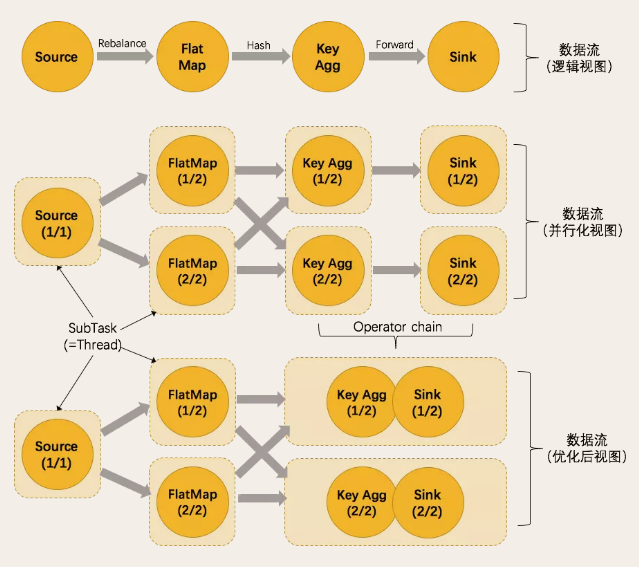 Source
Rebalance
Flat
Map
Hash
Key
Agg
Forward
Sink
数据流
(逻辑视图)
Source
(1/1)
FlatMap
(1/2)
Key Agg
(1/2)
Sink
(1/2)
FlatMap
(2/2)
Key Agg
(2/2)
Sink
(2/2)
数据流
(并行化视图)
SubTask
(=Thread)
Operator chain
Source
(1/1)
FlatMap
(1/2)
Key Agg
(1/2)
Sink
(1/2)
FlatMap
(2/2)
Key Agg
(2/2)
Sink
(2/2)
数据流
(优化后视图)